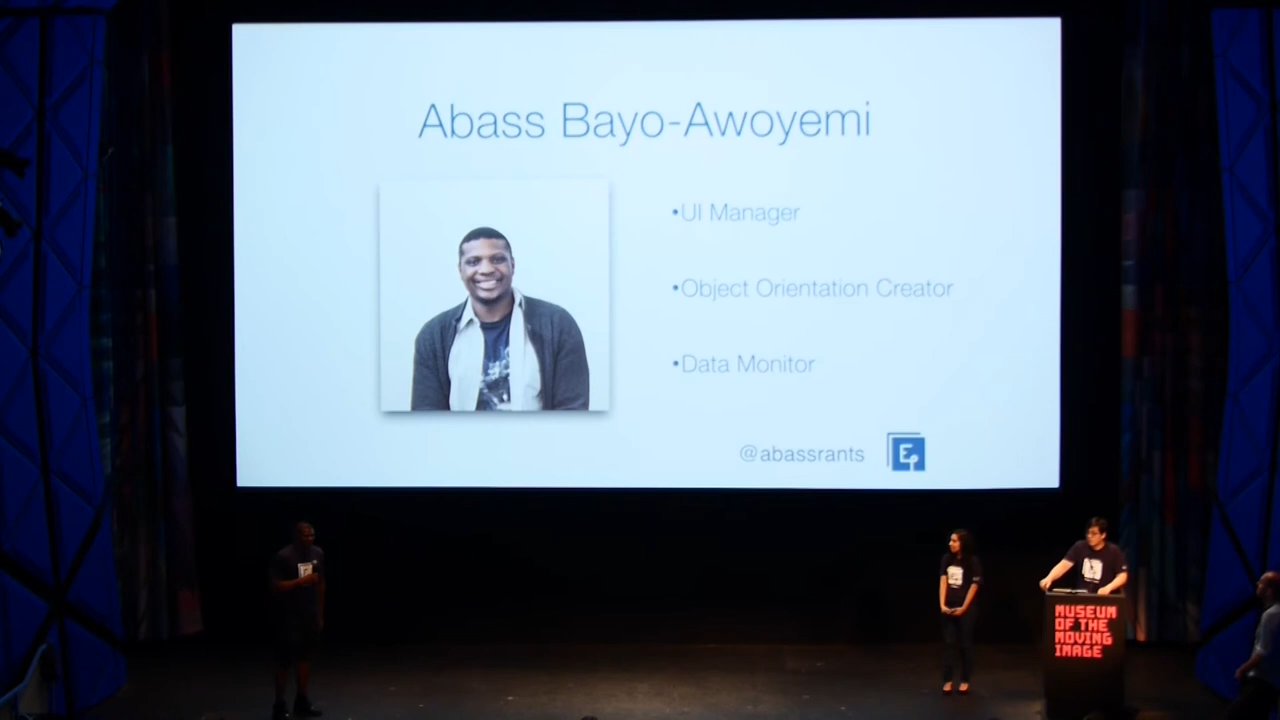 Abass Bayo-Awoyemi
•UI Manager
•Object Orientation Creator
•Data Monitor
@abassrants
E
MUSEUM
OF THE
MOVING
IMAGE